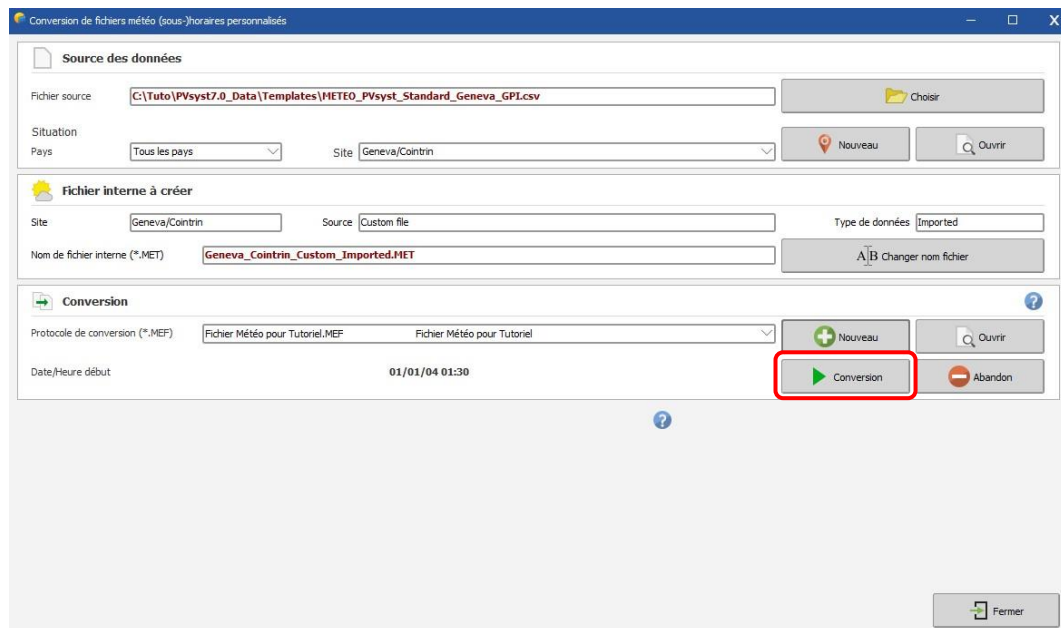 Conversion de fichiers météo (sous-)horaires personnalisés
Source des données
Fichier source C:\Tuto\PVsyst7.0_Data\Templates\METEO_PVsyst_Standard_Geneva_GPI.csv Choisir
Situation
Pays Tous les pays Site Geneva/Cointrin Nouveau Ouvrir
Fichier interne à créer
Site Geneva/Cointrin Source Custom file Type de données Imported
Nom de fichier interne (*.MET) Geneva_Cointrin_Custom_Imported.MET Changer nom fichier
Conversion
Protocole de conversion (*.MEF) Fichier Météo pour Tutoriel.MEF Fichier Météo pour Tutoriel Nouveau Ouvrir
Date/Heure début 01/01/04 01:30 Conversion Abandon
Fermer